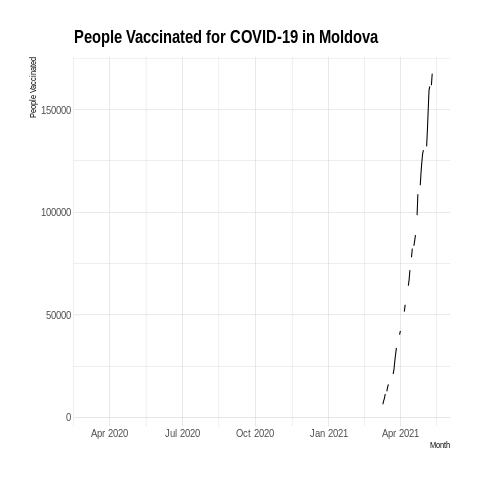 People Vaccinated for COVID-19 in Moldova
People Vaccinated
150000
100000
50000
0
Apr 2020 Jul 2020 Oct 2020 Jan 2021 Apr 2021
Month